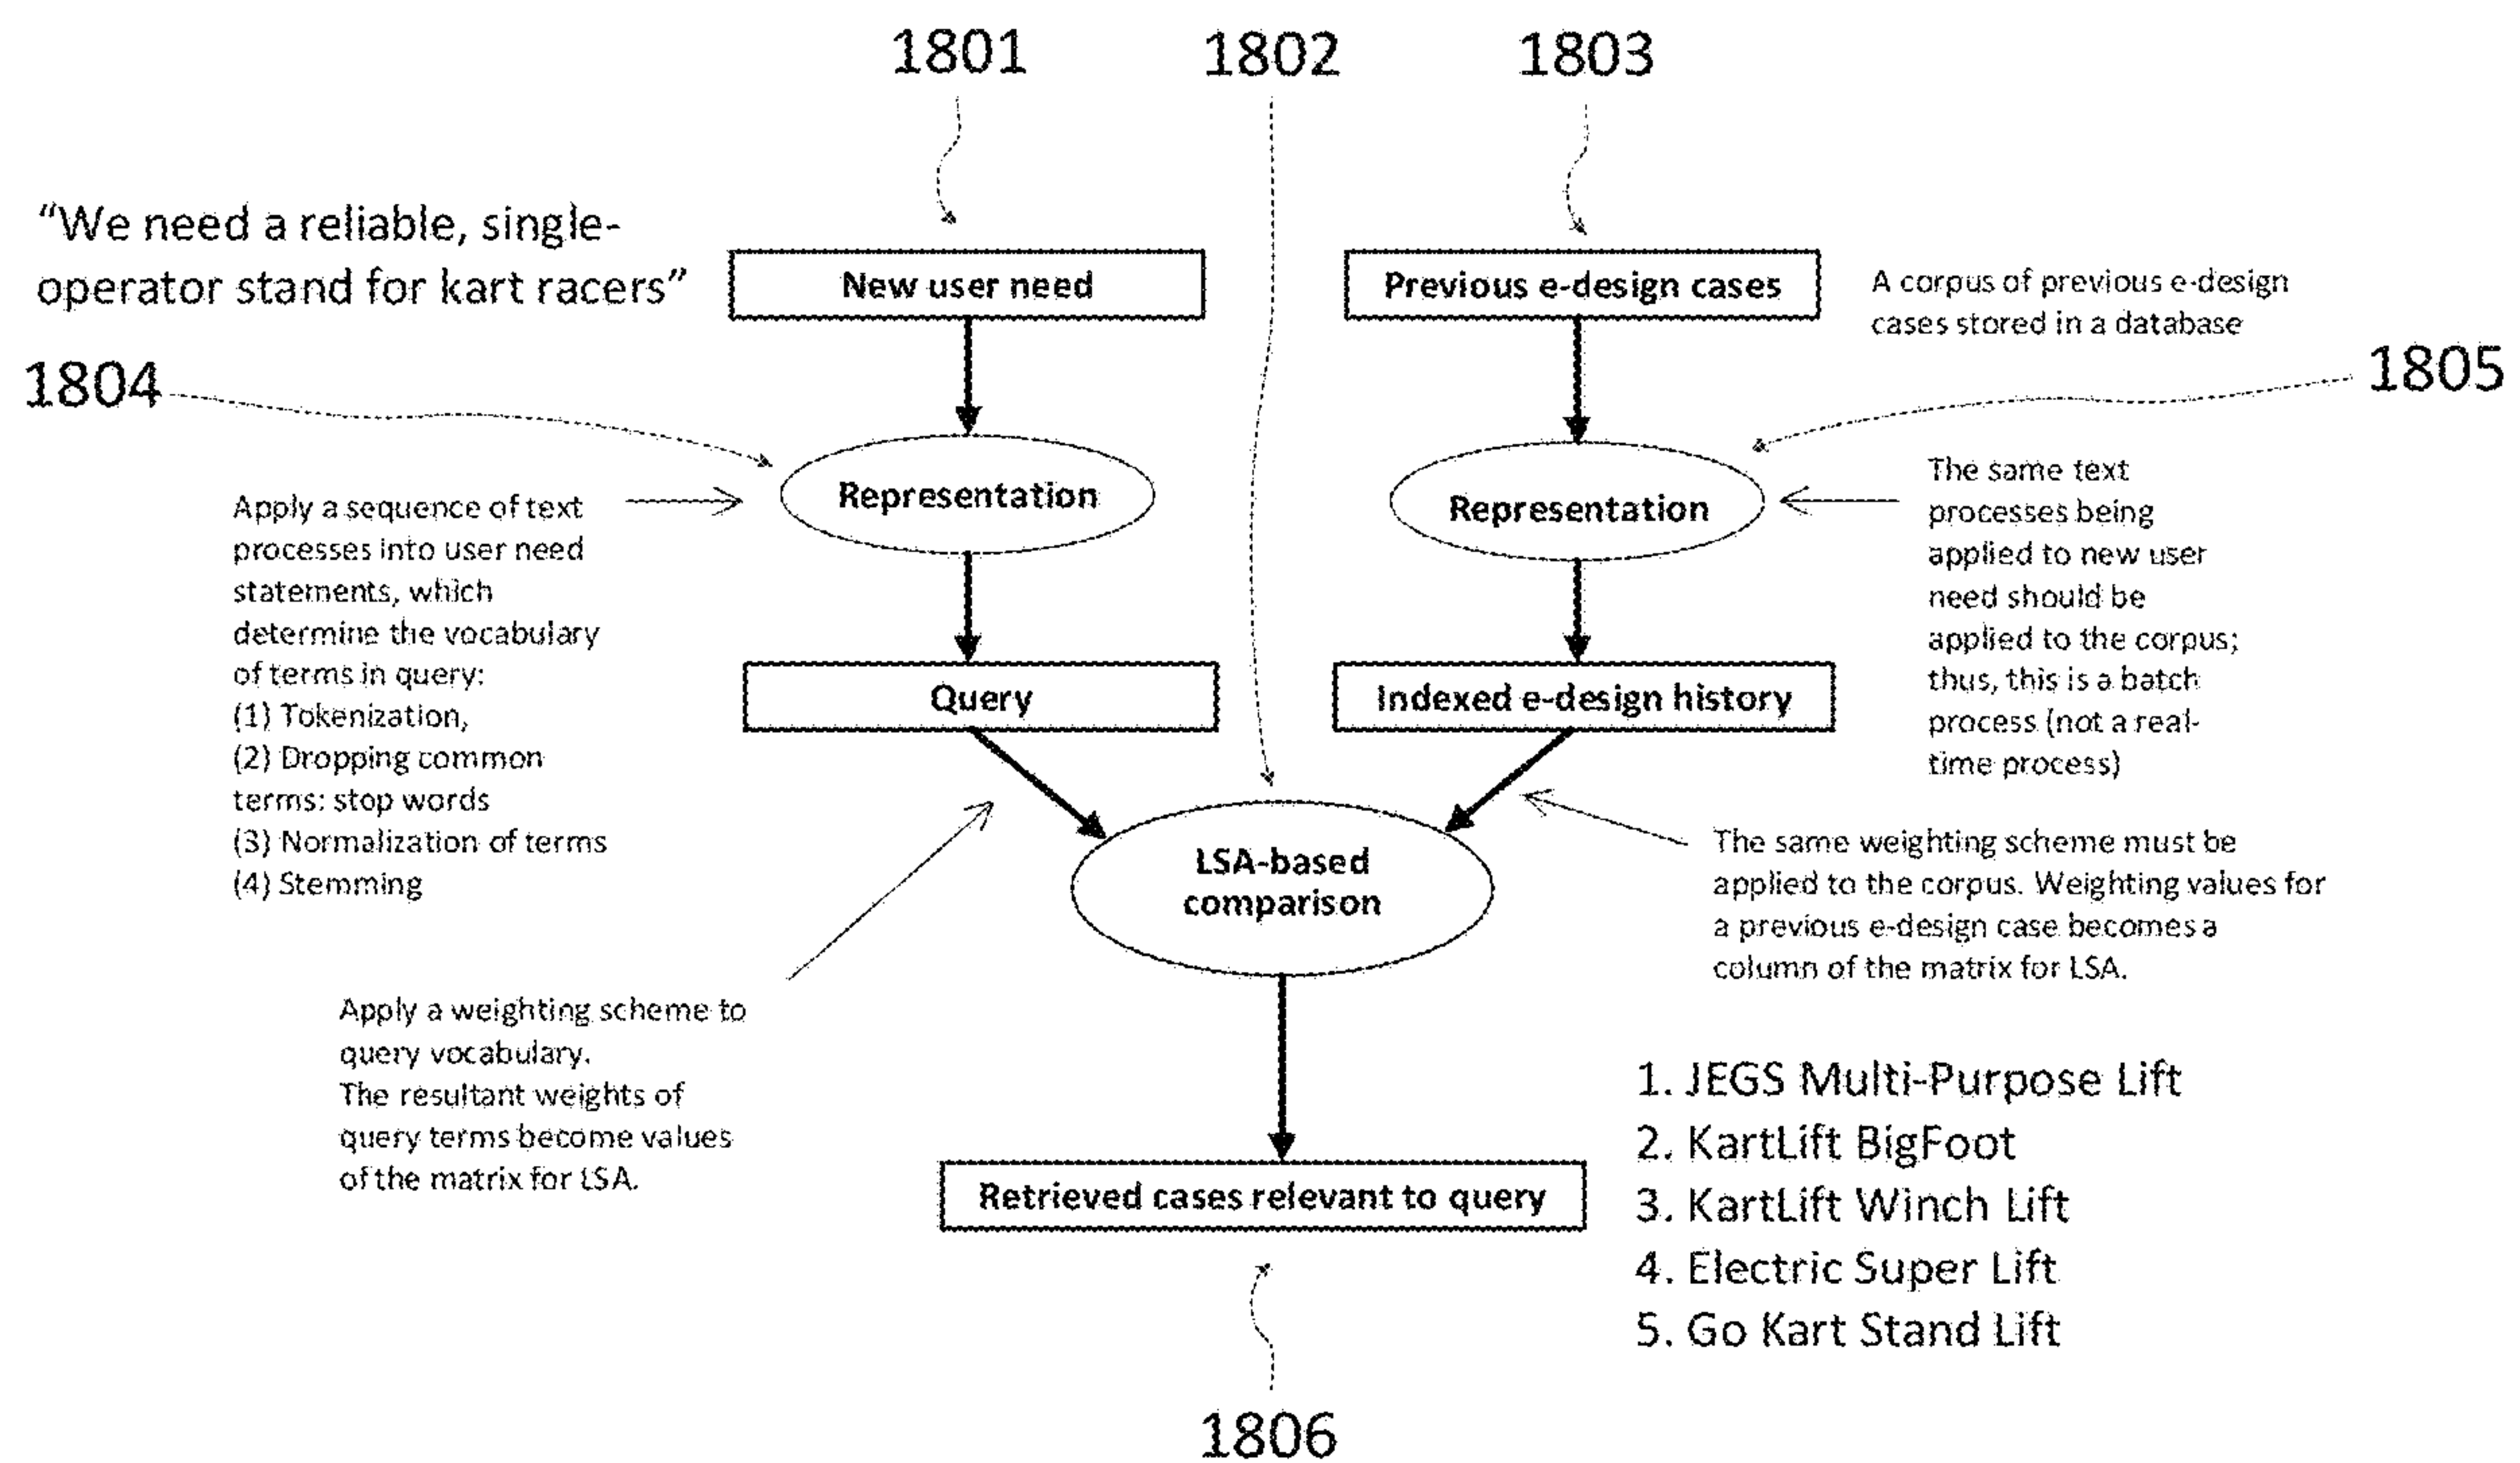 1801
1802
1803
“We need a reliable, single-
operator stand for kart racers”
New user need
Previous e-design cases
A corpus of previous e-design
cases stored in a database
1804
1805
Representation
Representation
Apply a sequence of text
processes into user need
statements, which
determine the vocabulary
of terms in query:
(1) Tokenization,
(2) Dropping common
terms: stop words
(3) Normalization of terms
(4) Stemming
The same text
processes being
applied to new user
need should be
applied to the corpus;
thus, this is a batch
process (not a real-
time process)
Query
Indexed e-design history
LSA-based
comparison
The same weighting scheme must be
applied to the corpus. Weighting values for
a previous e-design case becomes a
column of the matrix for LSA.
Apply a weighting scheme to
query vocabulary.
The resultant weights of
query terms become values
of the matrix for LSA.
Retrieved cases relevant to query
1. JEGS Multi-Purpose Lift
2. KartLift BigFoot
3. KartLift Winch Lift
4. Electric Super Lift
5. Go Kart Stand Lift
1806